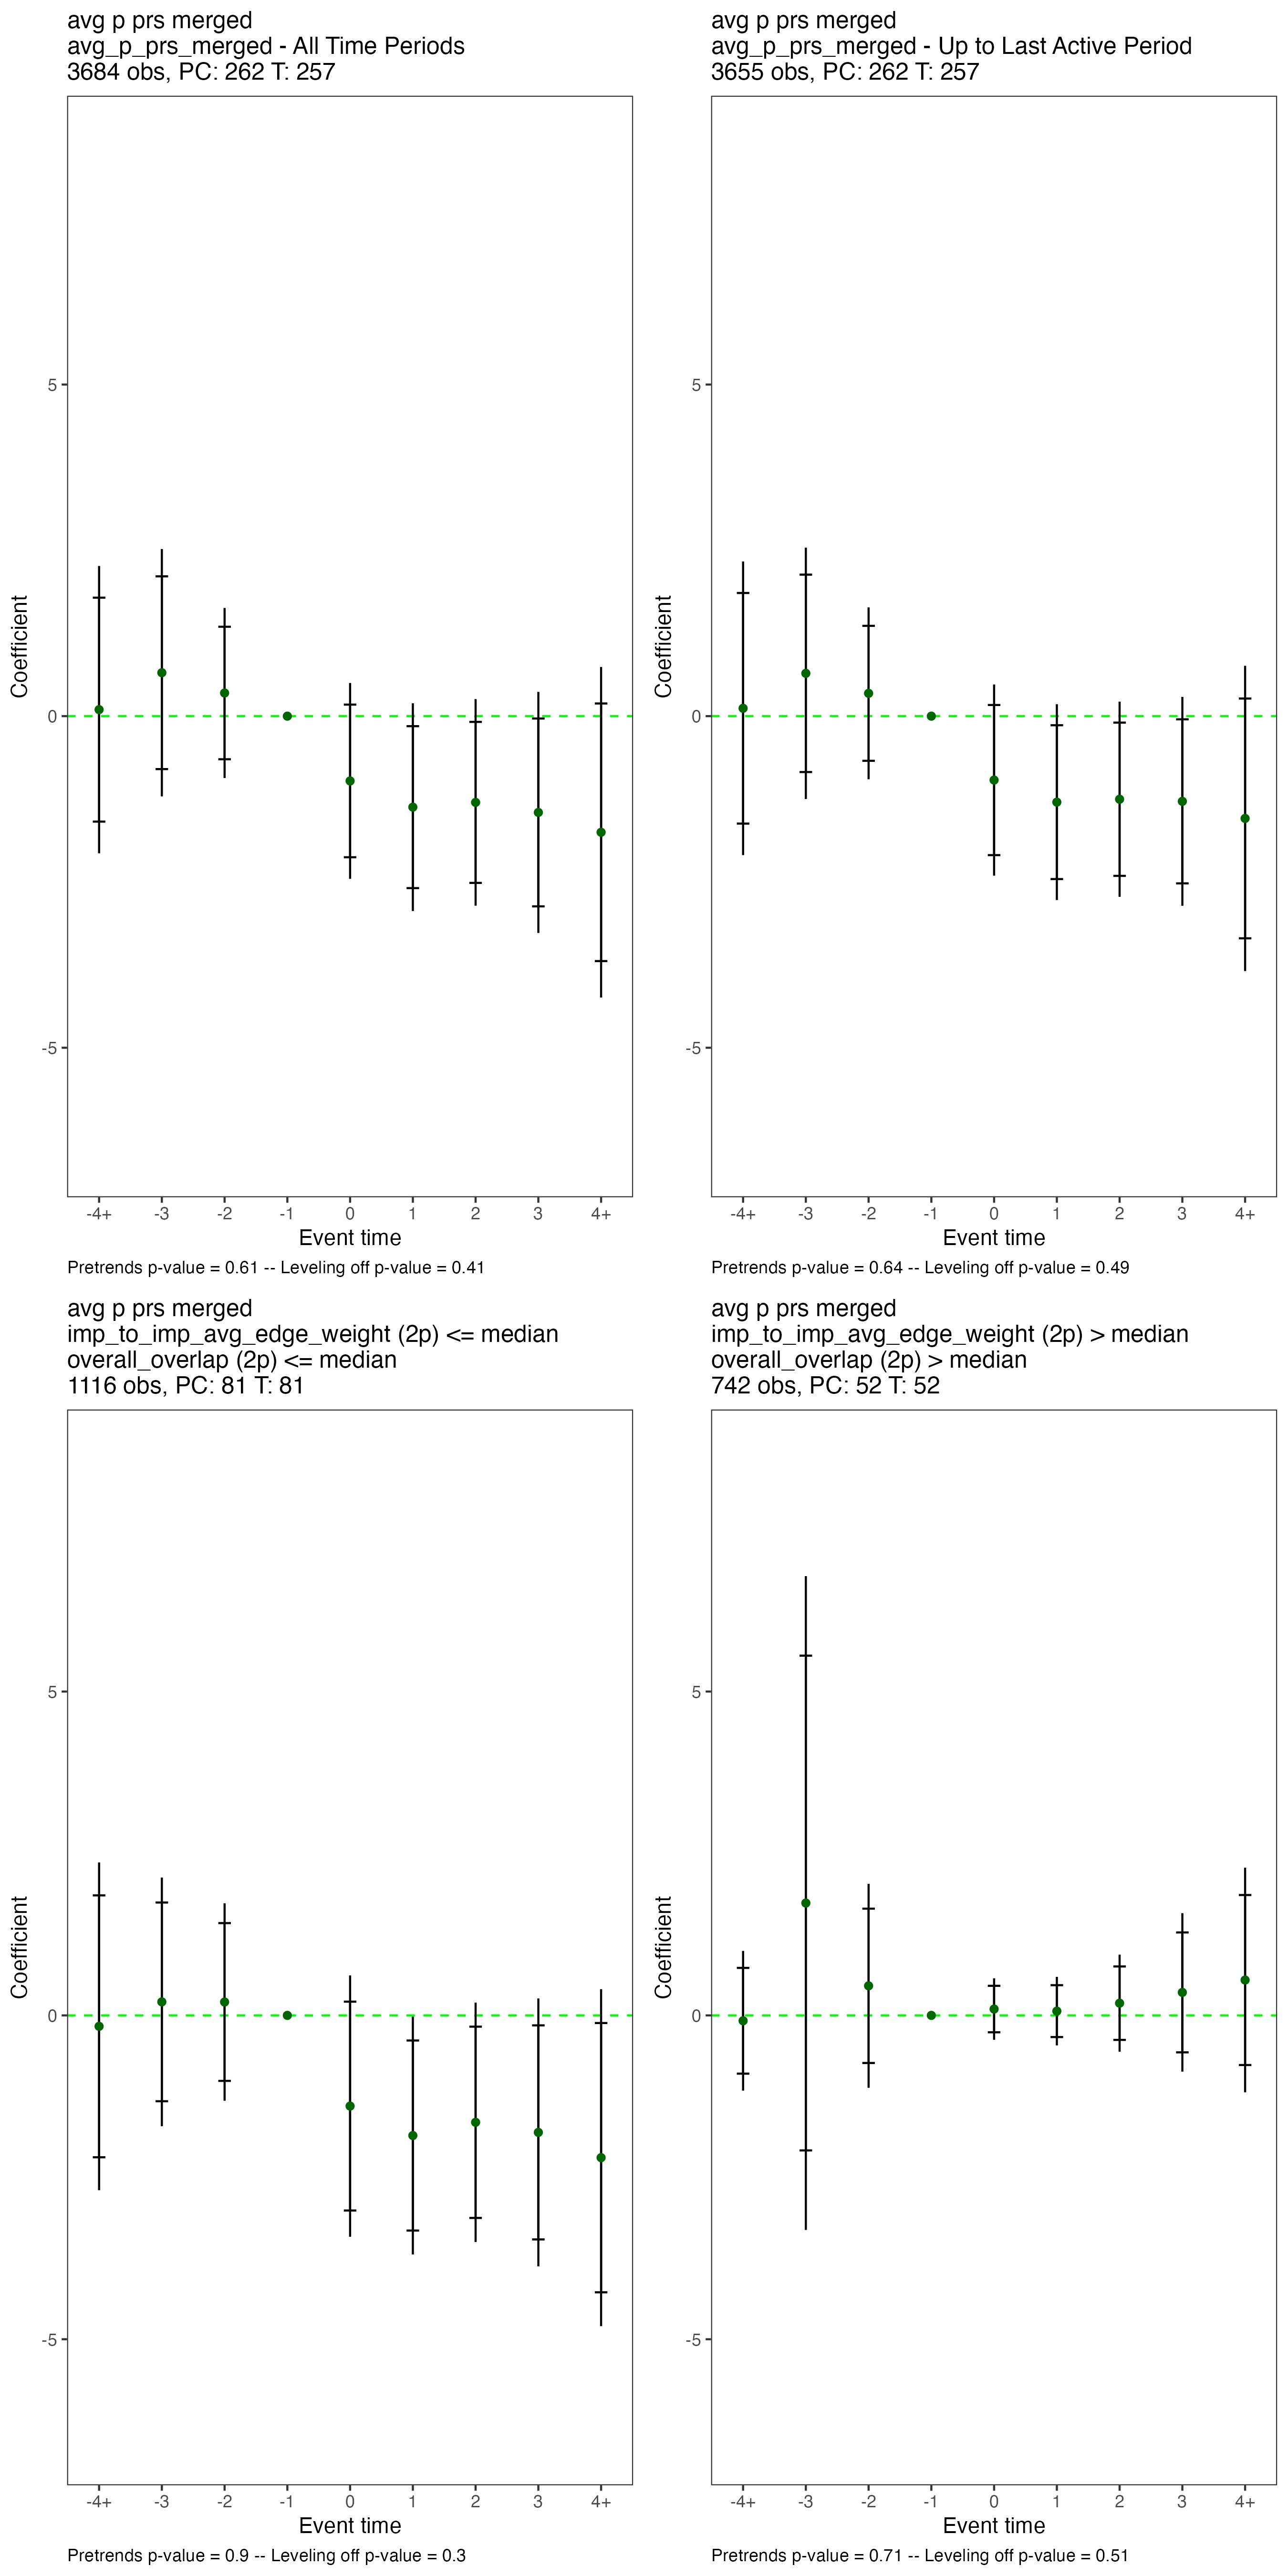 avg p prs merged
avg_p_prs_merged - All Time Periods
3684 obs, PC: 262 T: 257
5
0
-5
Coefficient
-4+ -3 -2 -1 0 1 2 3 4+
Event time
Pretrends p-value = 0.61 -- Leveling off p-value = 0.41
avg p prs merged
avg_p_prs_merged - Up to Last Active Period
3655 obs, PC: 262 T: 257
5
0
-5
Coefficient
-4+ -3 -2 -1 0 1 2 3 4+
Event time
Pretrends p-value = 0.64 -- Leveling off p-value = 0.49
avg p prs merged
imp_to_imp_avg_edge_weight (2p) <= median
overall_overlap (2p) <= median
1116 obs, PC: 81 T: 81
5
0
-5
Coefficient
-4+ -3 -2 -1 0 1 2 3 4+
Event time
Pretrends p-value = 0.9 -- Leveling off p-value = 0.3
avg p prs merged
imp_to_imp_avg_edge_weight (2p) > median
overall_overlap (2p) > median
742 obs, PC: 52 T: 52
5
0
-5
Coefficient
-4+ -3 -2 -1 0 1 2 3 4+
Event time
Pretrends p-value = 0.71 -- Leveling off p-value = 0.51